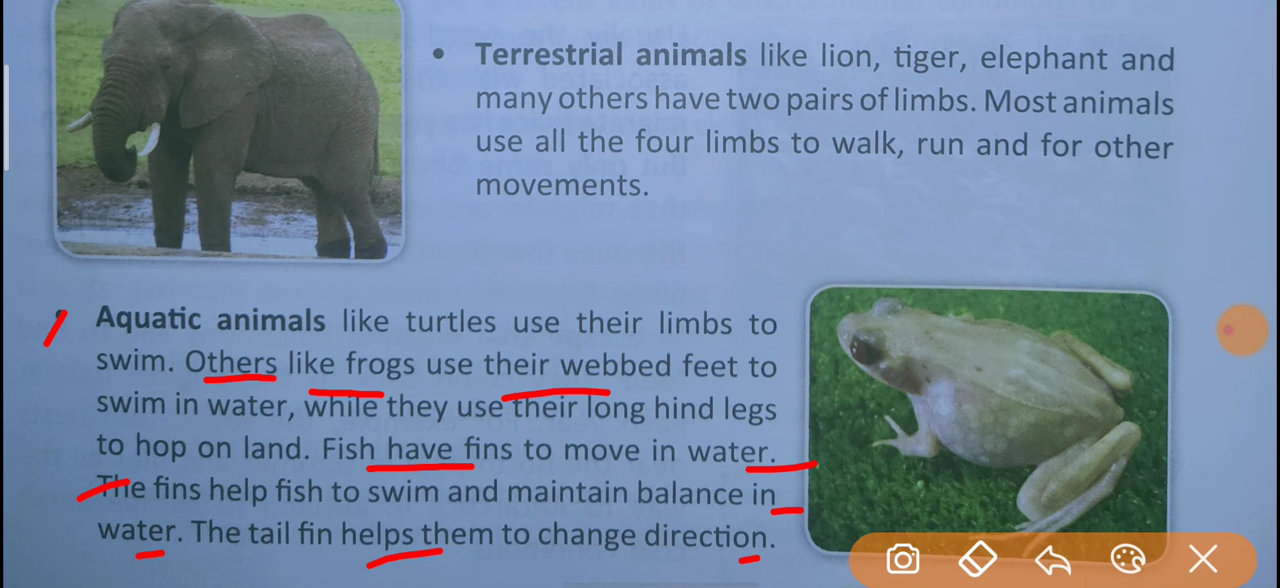 • Terrestrial animals like lion, tiger, elephant and
many others have two pairs of limbs. Most animals
use all the four limbs to walk, run and for other
movements.
• Aquatic animals like turtles use their limbs to
swim. Others like frogs use their webbed feet to
swim in water, while they use their long hind legs
to hop on land. Fish have fins to move in water.
The fins help fish to swim and maintain balance in
water. The tail fin helps them to change direction.